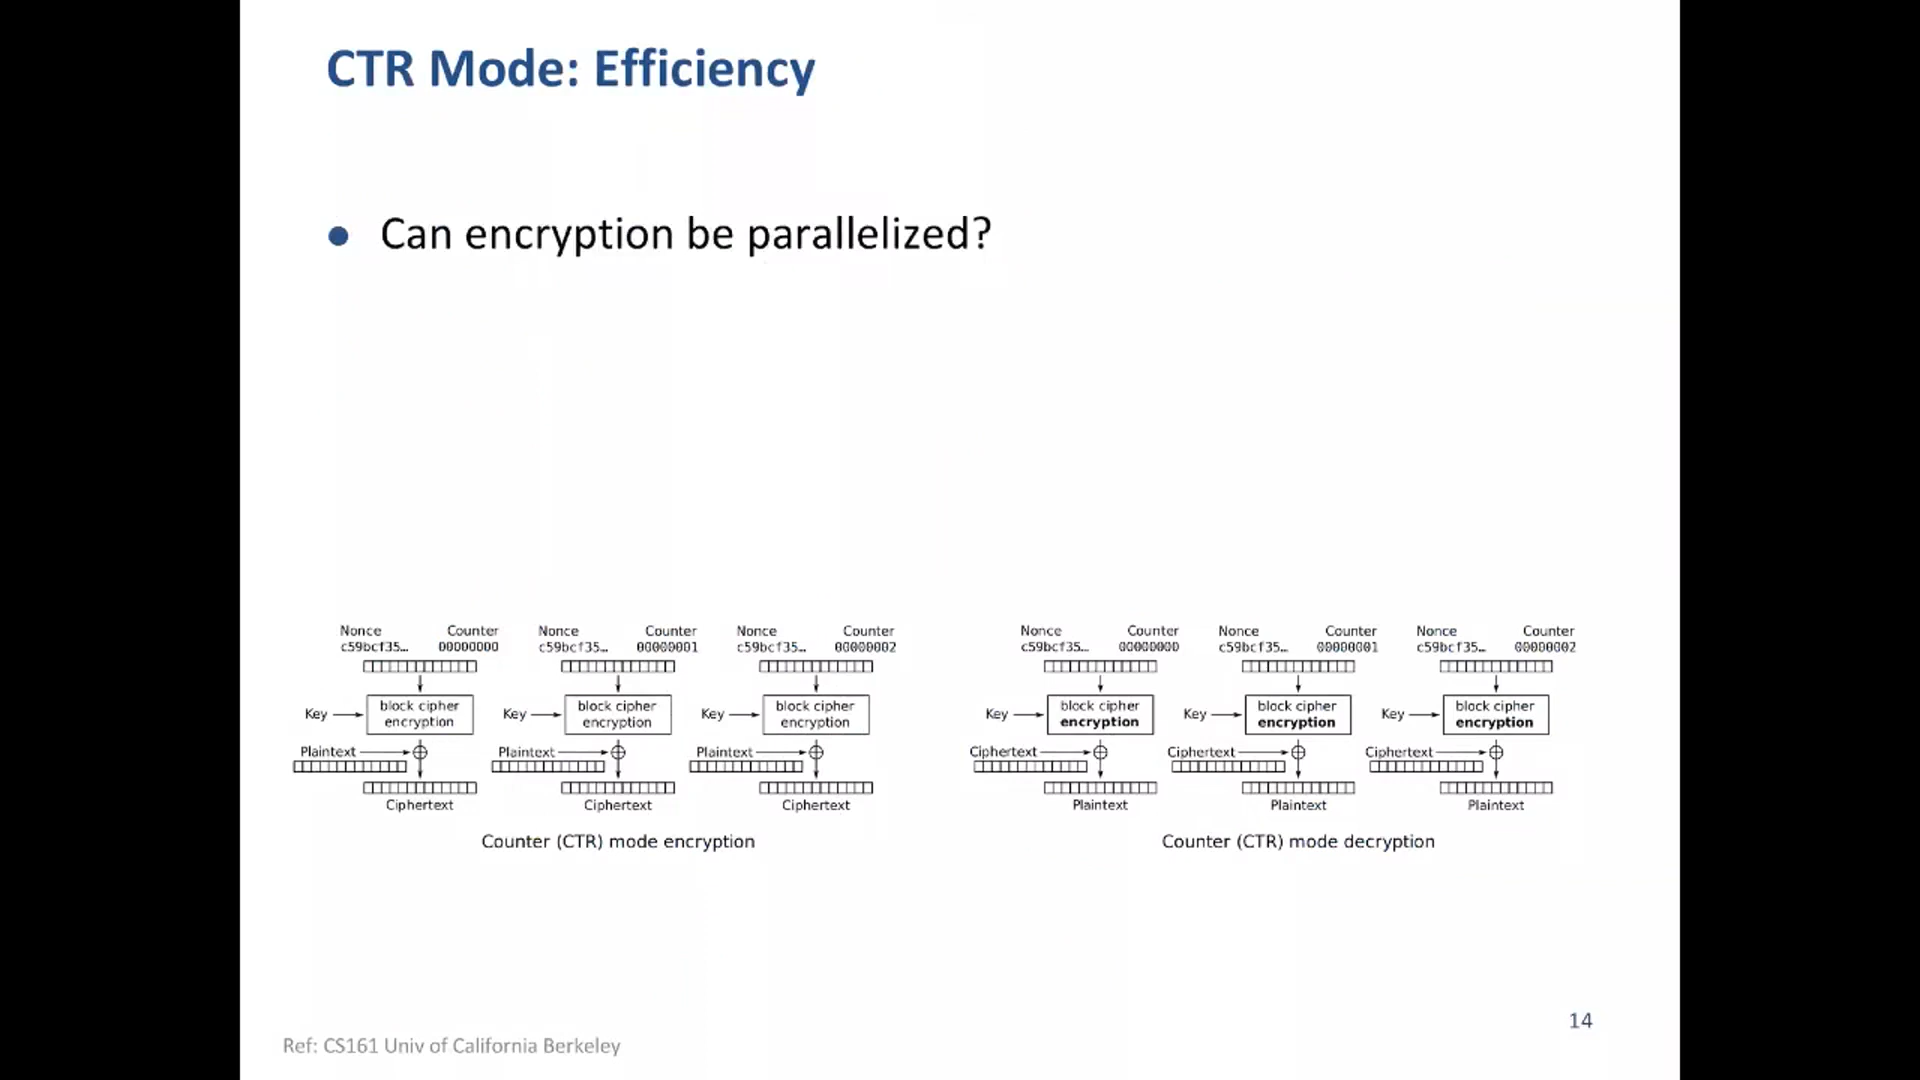 CTR Mode: Efficiency
● Can encryption be parallelized?
Nonce Counter Nonce Counter Nonce Counter
c59bcf35… 00000000 c59bcf35… 00000001 c59bcf35… 00000002
Key block cipher encryption Key block cipher encryption Key block cipher encryption
Plaintext Plaintext Plaintext
Ciphertext Ciphertext Ciphertext
Counter (CTR) mode encryption
Nonce Counter Nonce Counter Nonce Counter
c59bcf35… 00000000 c59bcf35… 00000001 c59bcf35… 00000002
Key block cipher encryption Key block cipher encryption Key block cipher encryption
Ciphertext Ciphertext Ciphertext
Plaintext Plaintext Plaintext
Counter (CTR) mode decryption
14
Ref: CS161 Univ of California Berkeley